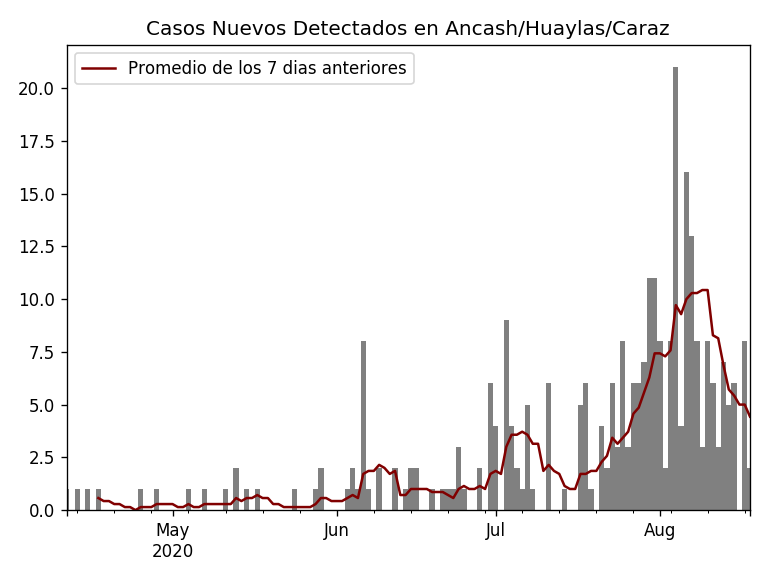 Casos Nuevos Detectados en Ancash/Huaylas/Caraz
Promedio de los 7 dias anteriores
20.0
17.5
15.0
12.5
10.0
7.5
5.0
2.5
0.0
May
2020
Jun
Jul
Aug